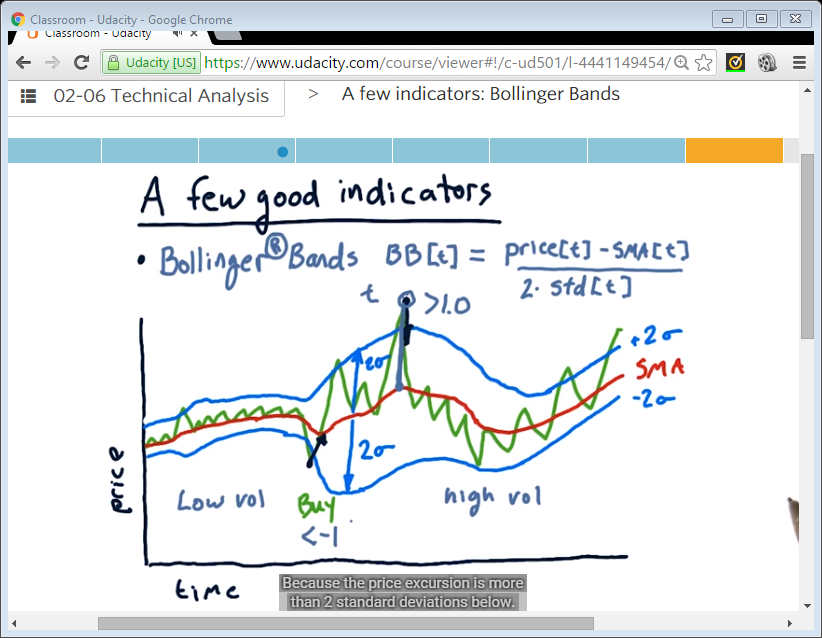 Classroom - Udacity - Google Chrome
Classroom - Udacity
Udacity [US]
https://www.udacity.com/course/viewer#!/c-ud501/l-4441149454/
02-06 Technical Analysis > A few indicators: Bollinger Bands
A few good indicators
• Bollinger® Bands BB[t] = price[t] - SMA[t]
2 · std[t]
t >1.0
+2σ
2σ
SMA
-2σ
2σ
price
Low vol
Buy
high vol
<-1
time
Because the price excursion is more
than 2 standard deviations below.